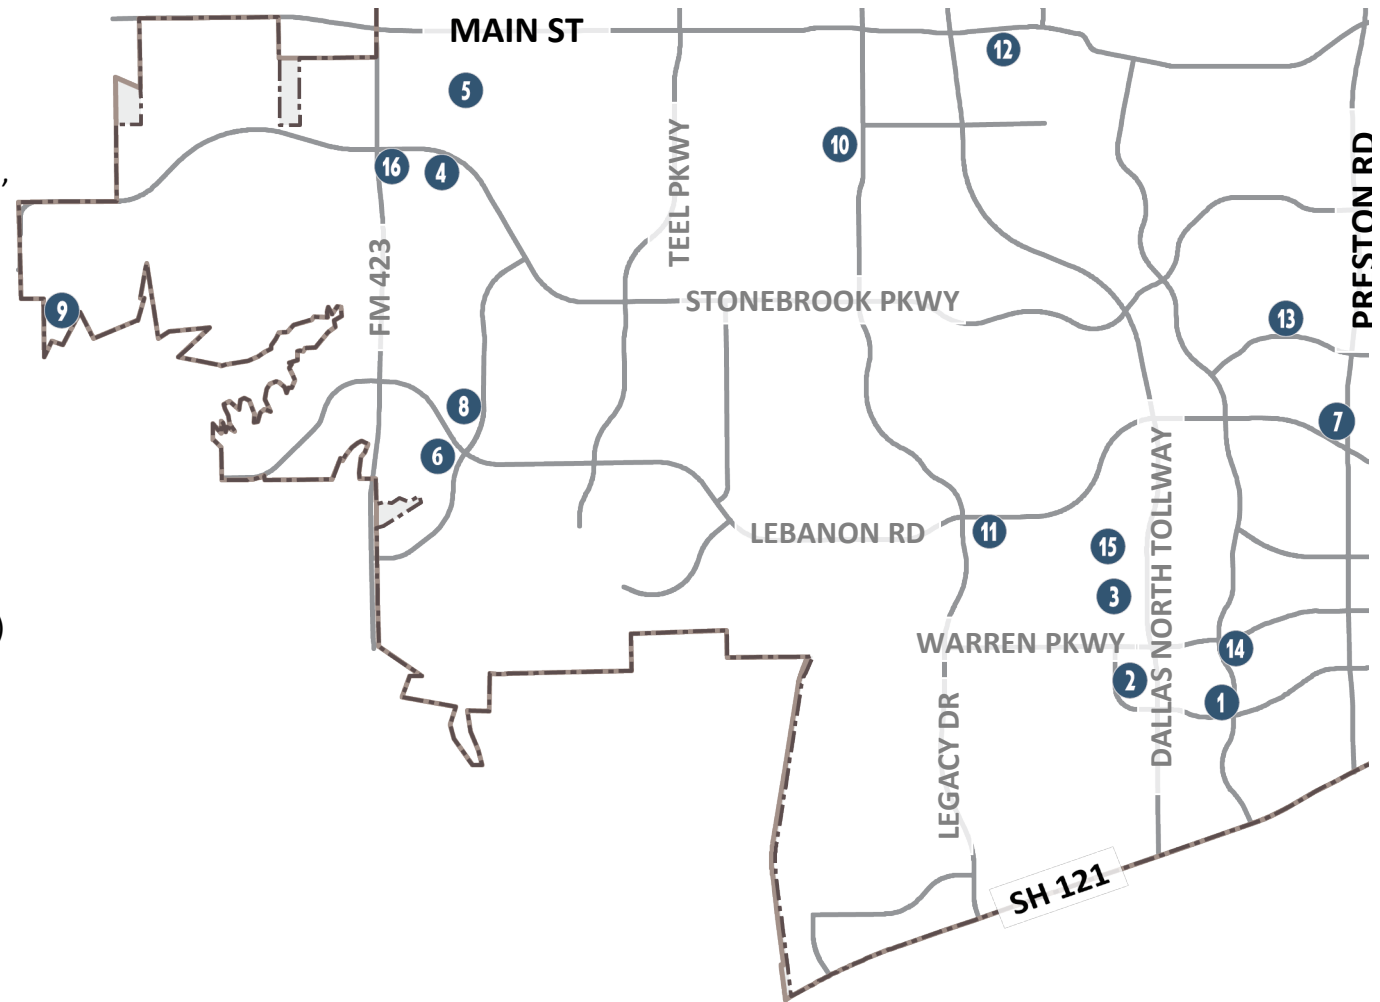 MAIN ST
12
5
10
16
4
,
TEEL PKWY
PRESTON RD
FM 423
STONEBROOK PKWY
9
13
8
7
6
DALLAS NORTH TOLLWAY
LEBANON RD
11
15
3
)
WARREN PKWY
14
2
1
LEGACY DR
SH 121